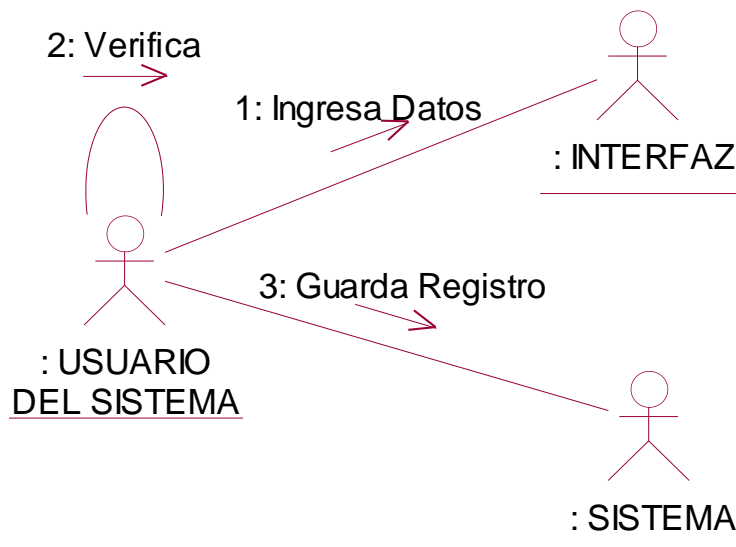 2: Verifica
1: Ingresa Datos
: INTERFAZ
3: Guarda Registro
: USUARIO
DEL SISTEMA
: SISTEMA